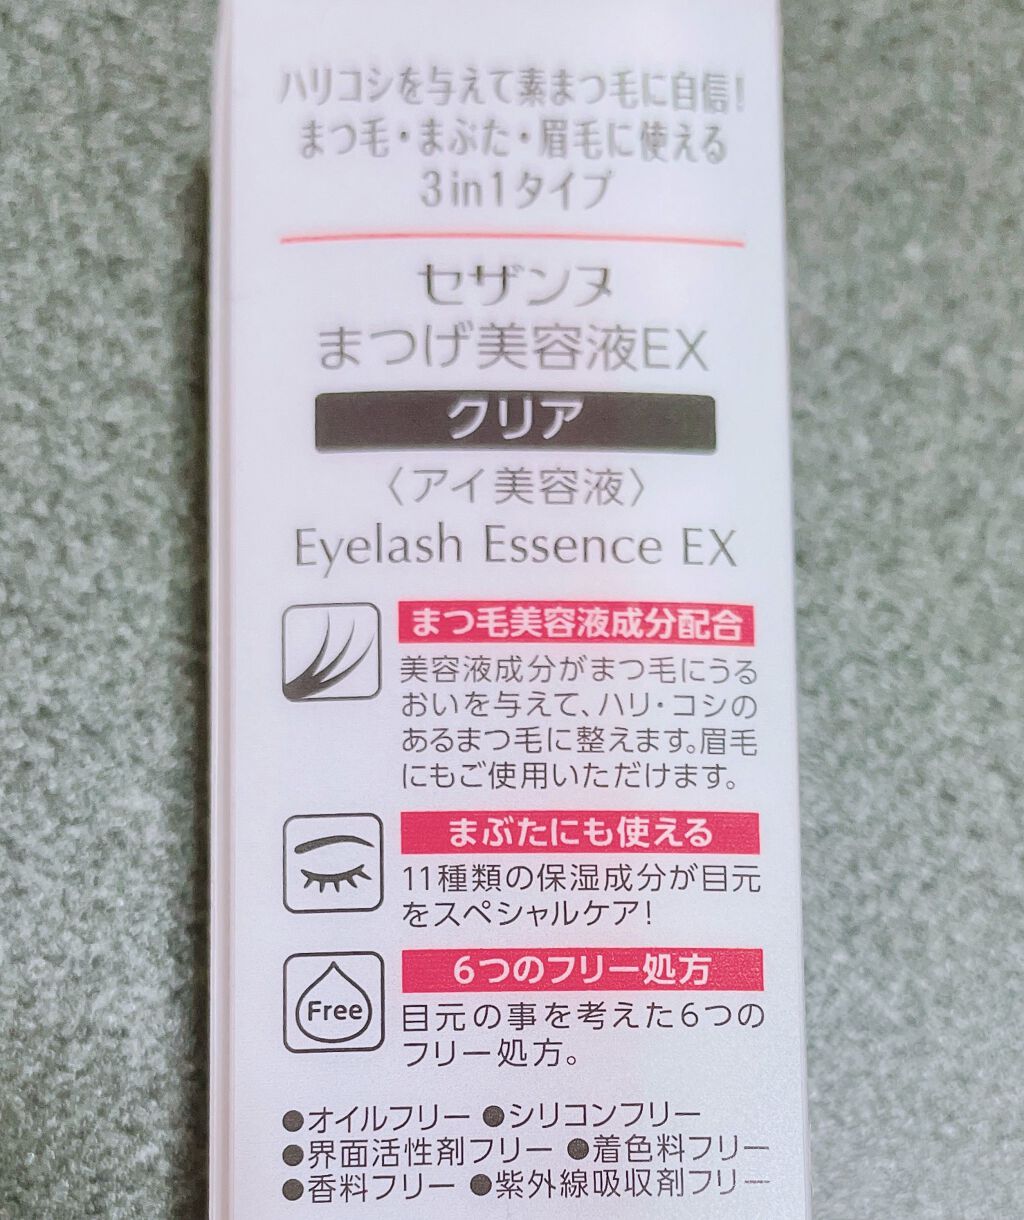 ハリコシを与えて素まつ毛に自信!
まつ毛・まぶた・眉毛に使える
3in1タイプ
セザンヌ
まつげ美容液EX
クリア
〈アイ美容液〉
Eyelash Essence EX
まつ毛美容液成分配合
美容液成分がまつ毛にうる
おいを与えて、ハリ・コシの
あるまつ毛に整えます。眉毛
にもご使用いただけます。
まぶたにも使える
11種類の保湿成分が目元
をスペシャルケア!
6つのフリー処方
Free
目元の事を考えた6つの
フリー処方。
●オイルフリー ●シリコンフリー
●界面活性剤フリー ●着色料フリー
●香料フリー ●紫外線吸収剤フリー